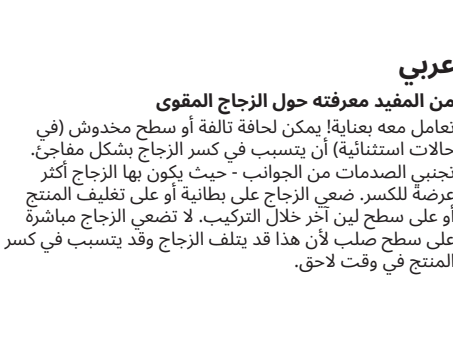 عربي
من المفيد معرفته حول الزجاج المقوى
تعامل معه بعناية! يمكن لحافة تالفة أو سطح مخدوش (في
حالات استثنائية) أن يتسبب في كسر الزجاج بشكل مفاجئ.
تجنبي الصدمات من الجوانب - حيث يكون بها الزجاج أكثر
عرضة للكسر. ضعي الزجاج على بطانية أو على تغليف المنتج
أو على سطح لين آخر خلال التركيب. لا تضعي الزجاج مباشرة
على سطح صلب لأن هذا قد يتلف الزجاج وقد يتسبب في كسر
المنتج في وقت لاحق.